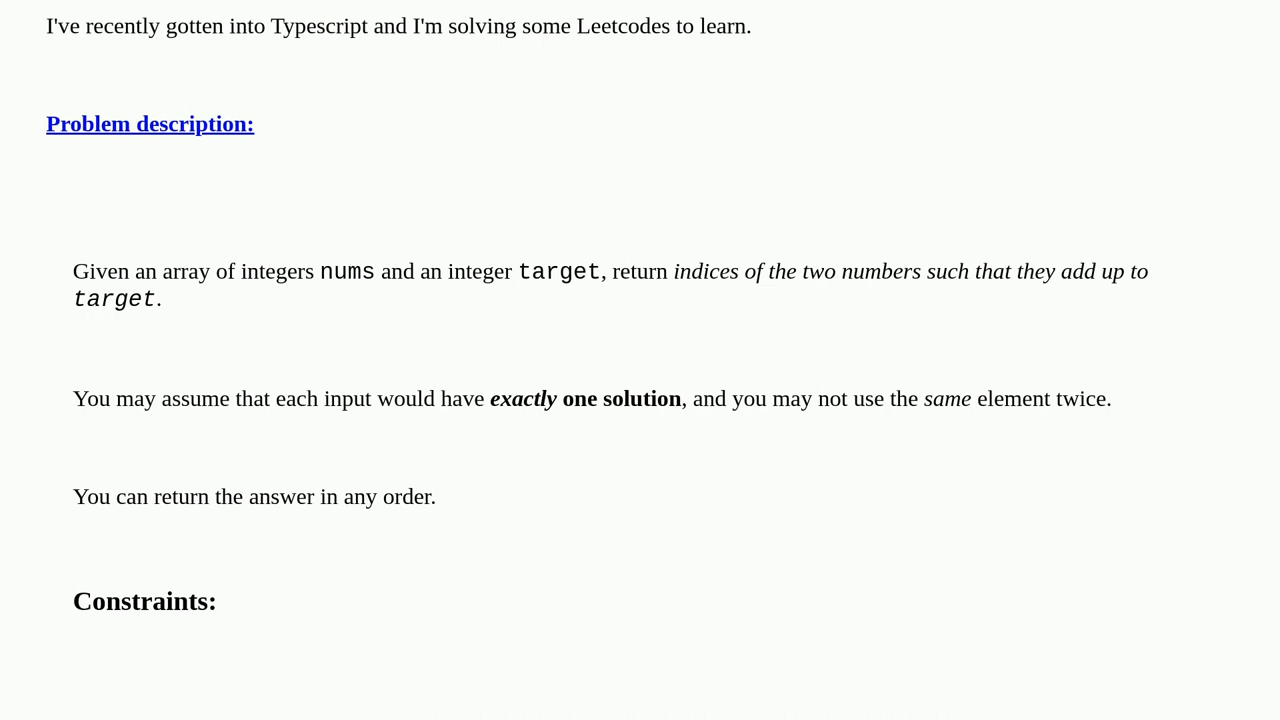 I've recently gotten into Typescript and I'm solving some Leetcodes to learn.
Problem description:
Given an array of integers nums and an integer target, return indices of the two numbers such that they add up to
target.
You may assume that each input would have exactly one solution, and you may not use the same element twice.
You can return the answer in any order.
Constraints: